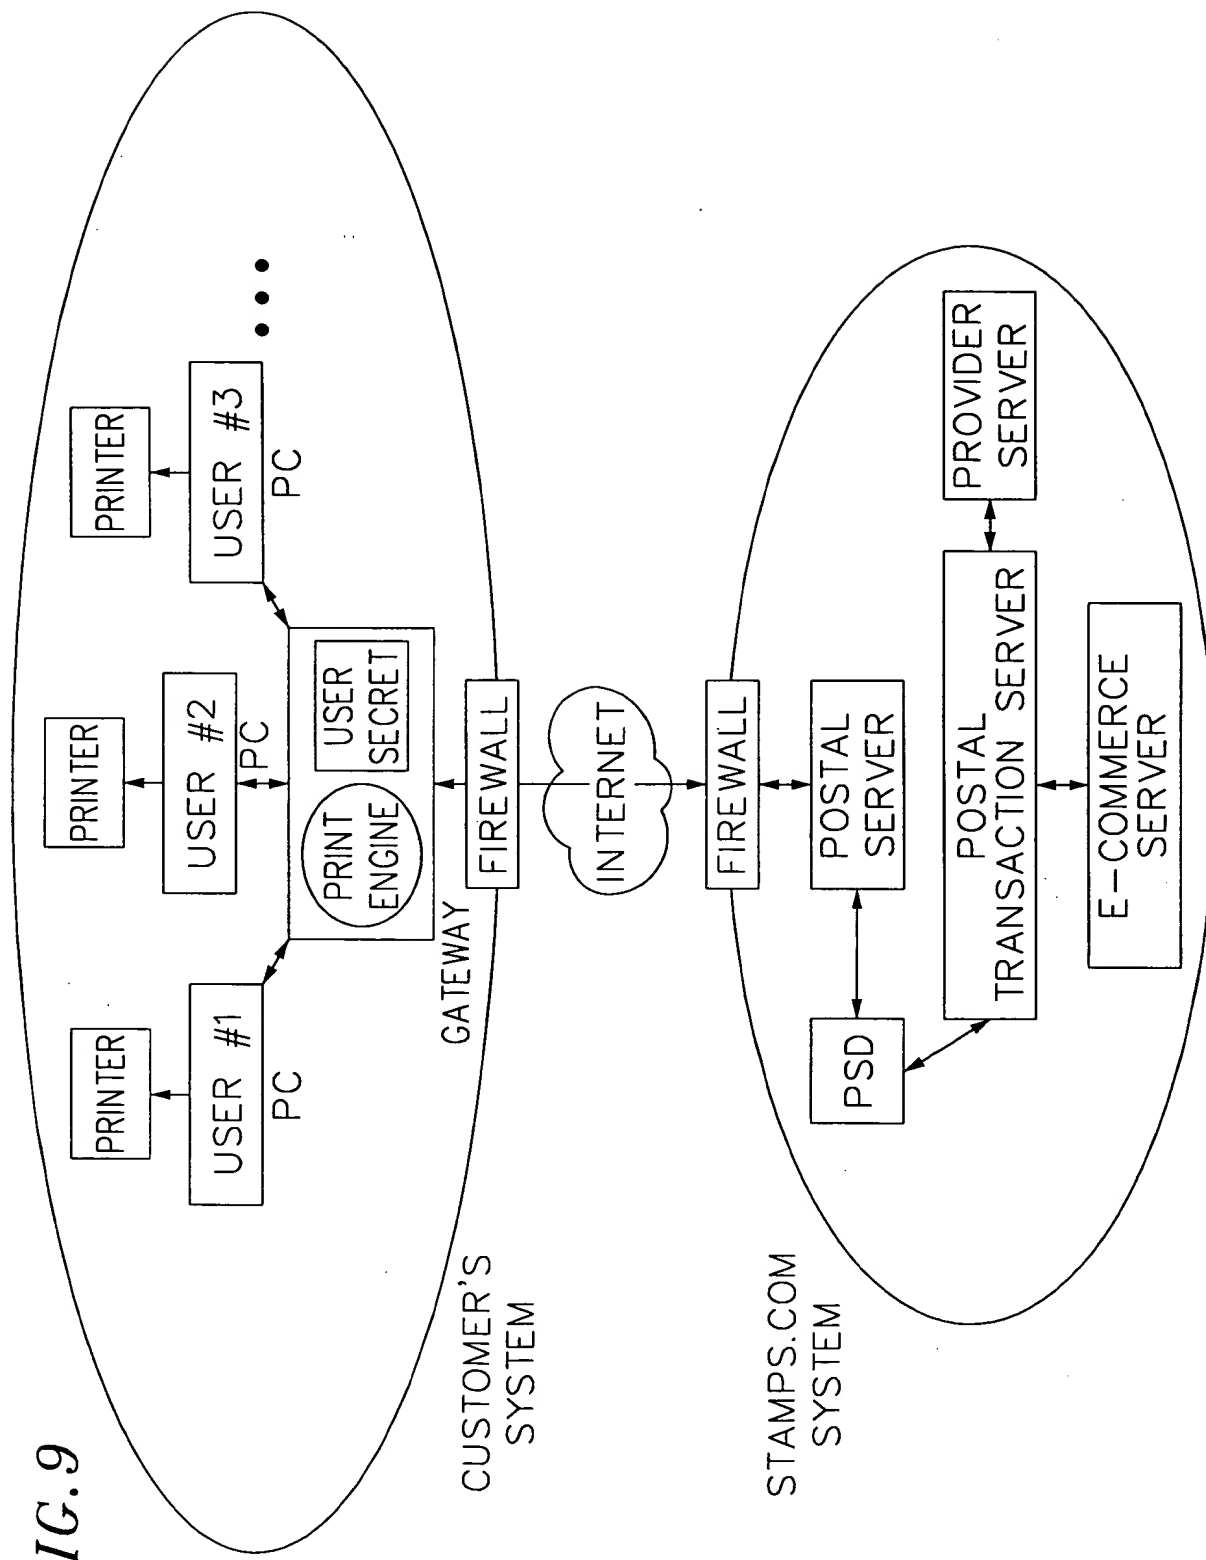 IG.9
PRINTER
PRINTER
PRINTER
USER #1
USER #2
USER #3
PC
PC
PC
PRINT
ENGINE
USER
SECRET
GATEWAY
FIREWALL
CUSTOMER'S
SYSTEM
INTERNET
STAMPS.COM
SYSTEM
FIREWALL
PSD
POSTAL
SERVER
POSTAL
TRANSACTION SERVER
PROVIDER
SERVER
E-COMMERCE
SERVER